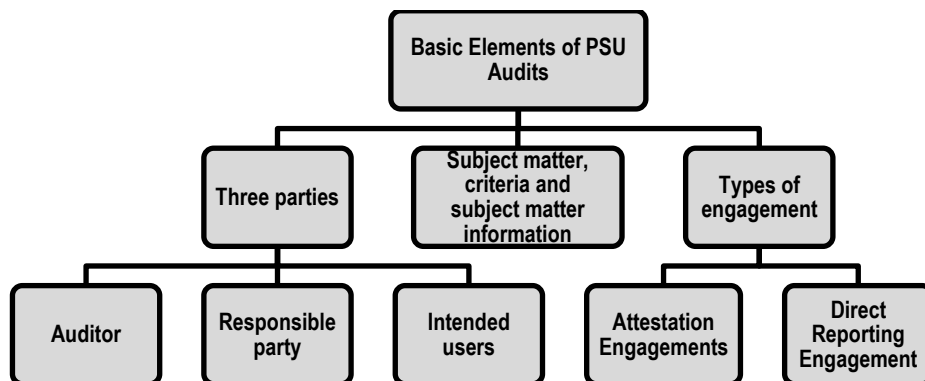 Basic Elements of PSU
Audits
Three parties
Subject matter,
criteria and
subject matter
information
Types of
engagement
Auditor
Responsible
party
Intended
users
Attestation
Engagements
Direct
Reporting
Engagement